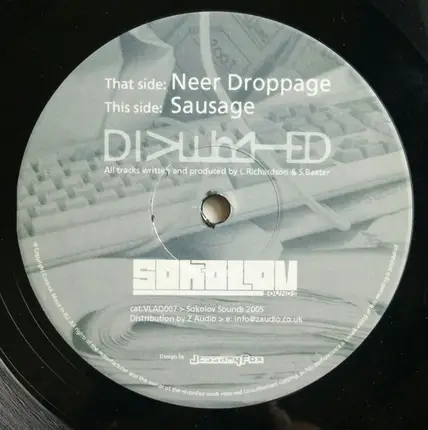 That side: Neer Droppage
This side: Sausage
All tracks written and produced by L Richardson & S.Baxter
SOKOLOV
SOUNDS
cat:VLAD007 > Sokolov Sounds 2005
Distribution by Z Audio > e: info@zaudio.co.uk
Design by